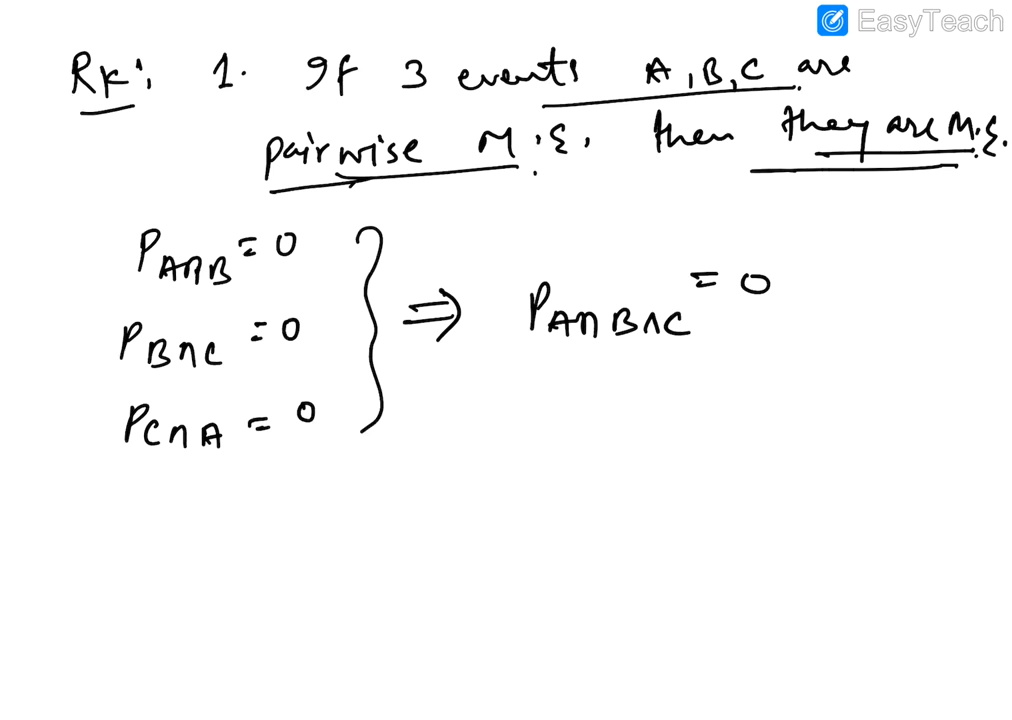 EasyTeach
Rk: 1. If 3 events A, B, C are
pairwise M.E. then they are M.E.
P A∩B = 0
P B∩C = 0
P C∩A = 0
⇒ P A∩B∩C = 0